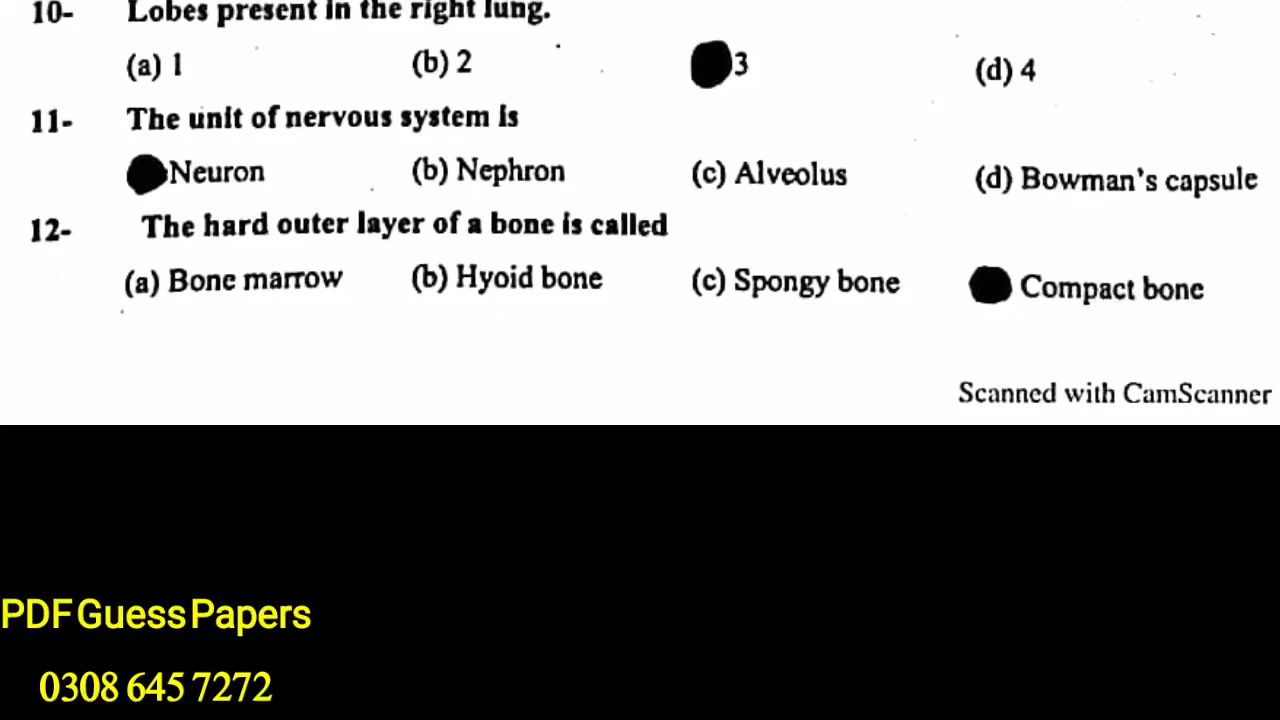 10- Lobes present in the right lung.
(a) 1 (b) 2 3 (d) 4
11- The unit of nervous system is
Neuron (b) Nephron (c) Alveolus (d) Bowman's capsule
12- The hard outer layer of a bone is called
(a) Bone marrow (b) Hyoid bone (c) Spongy bone Compact bone
Scanned with CamScanner
PDF Guess Papers
0308 645 7272